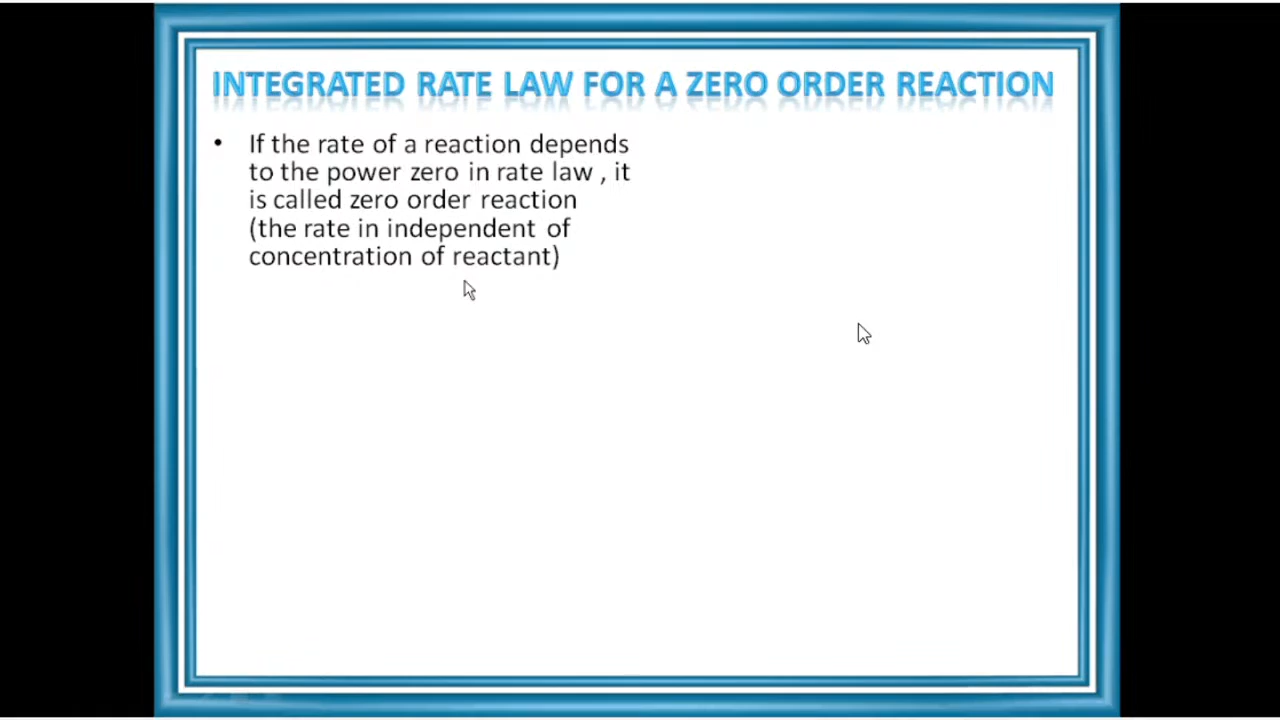 INTEGRATED RATE LAW FOR A ZERO ORDER REACTION
• If the rate of a reaction depends
to the power zero in rate law , it
is called zero order reaction
(the rate in independent of
concentration of reactant)